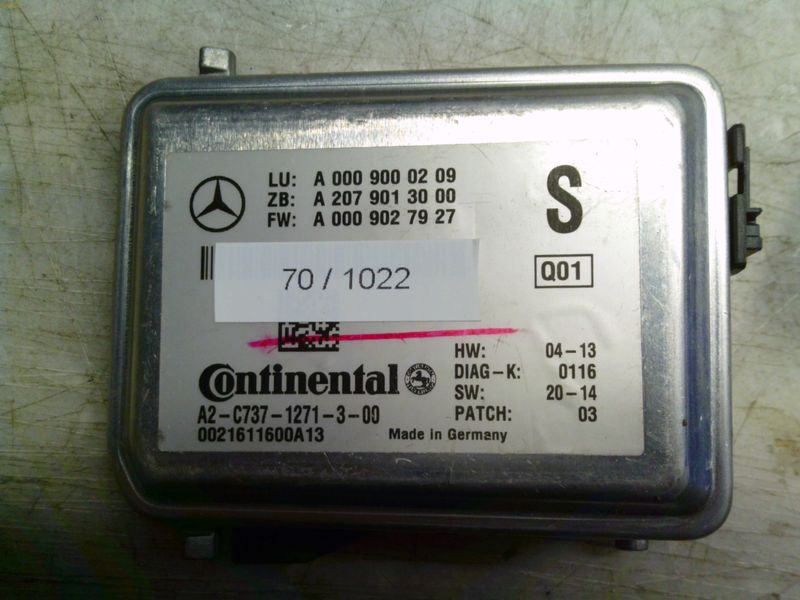 LU: A 000 900 02 09
ZB: A 207 901 30 00
FW: A 000 902 79 27
S
Q01
70 / 1022
HW: 04-13
DIAG-K: 0116
SW: 20-14
PATCH: 03
Continental
A2-C737-1271-3-00
0021611600A13
Made in Germany